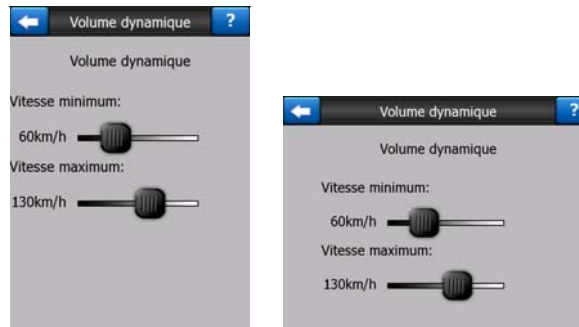 Volume dynamique ?
Volume dynamique
Vitesse minimum:
60km/h
Vitesse maximum:
130km/h
Volume dynamique ?
Volume dynamique
Vitesse minimum:
60km/h
Vitesse maximum:
130km/h